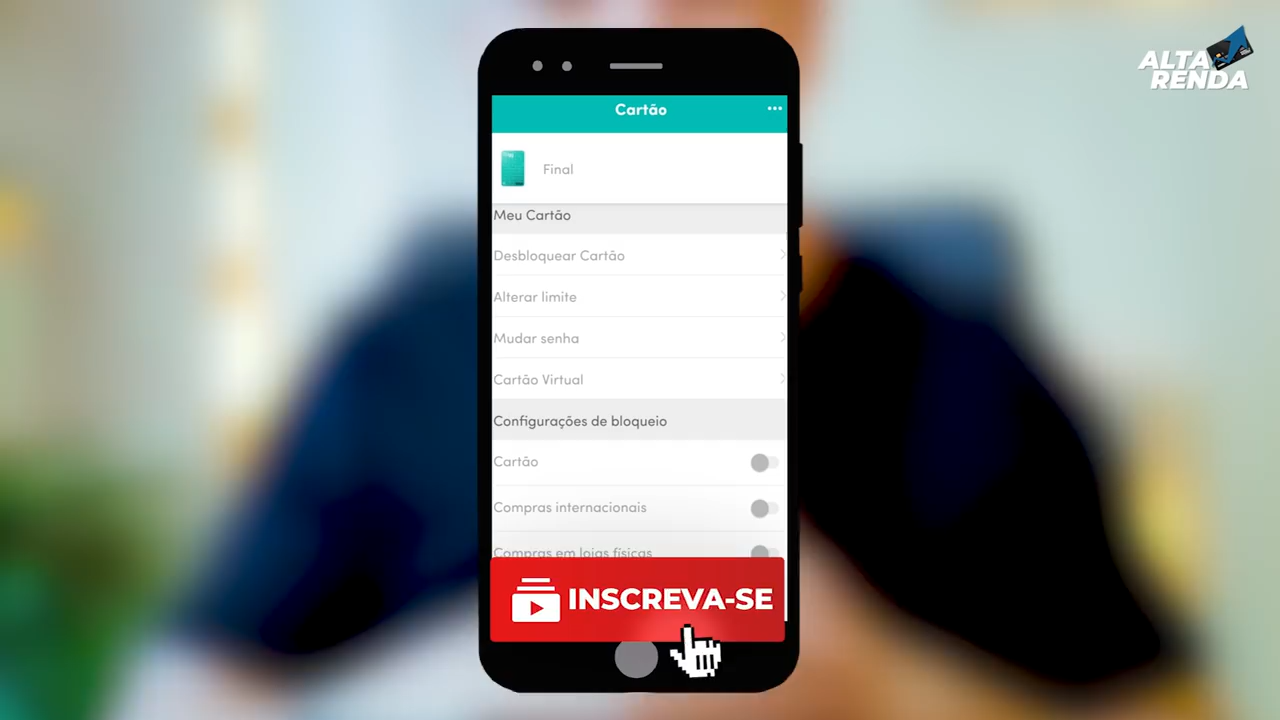 Cartão
ALTA
RENDA
Final
Meu Cartão
Desbloquear Cartão
Alterar limite
Mudar senha
Cartão Virtual
Configurações de bloqueio
Cartão
Compras internacionais
Compras em lojas físicas
INSCREVA-SE